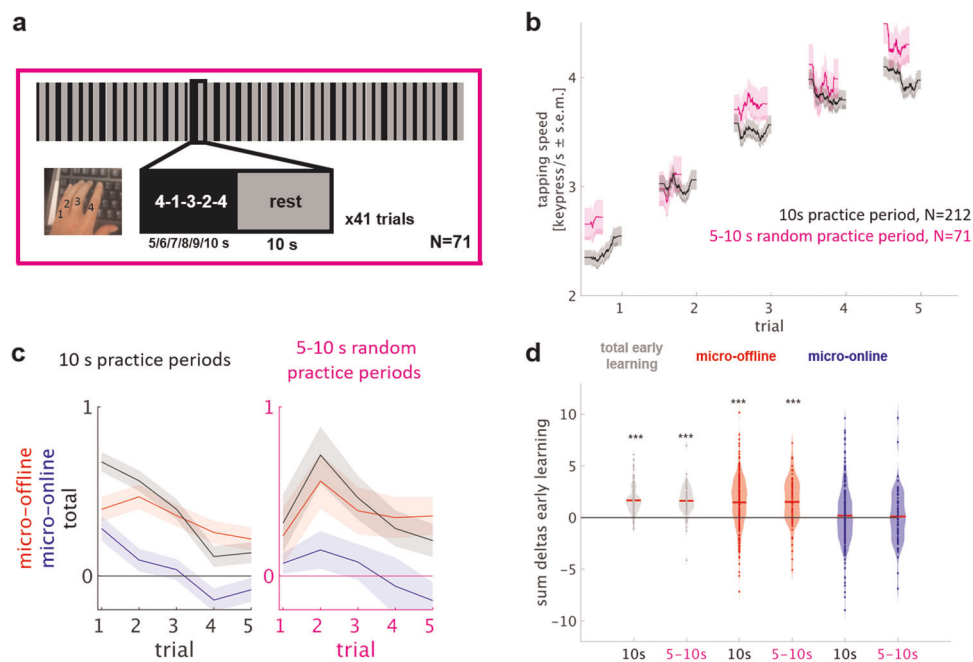 a
1
2
3
4
4-1-3-2-4
rest
5/6/7/8/9/10 s
10 s
x41 trials
N=71
b
tapping speed
[keypress/s ± s.e.m.]
4
3
2
10s practice period, N=212
5-10 s random practice period, N=71
1 2 3 4 5
trial
c
10 s practice periods
5-10 s random
practice periods
micro-offline
micro-online
total
1
0
1 2 3 4 5
trial
1
0
1 2 3 4 5
trial
d
total early
learning
micro-offline
micro-online
sum deltas early learning
10
5
0
-5
-10
*** *** *** ***
10s 5-10s 10s 5-10s 10s 5-10s